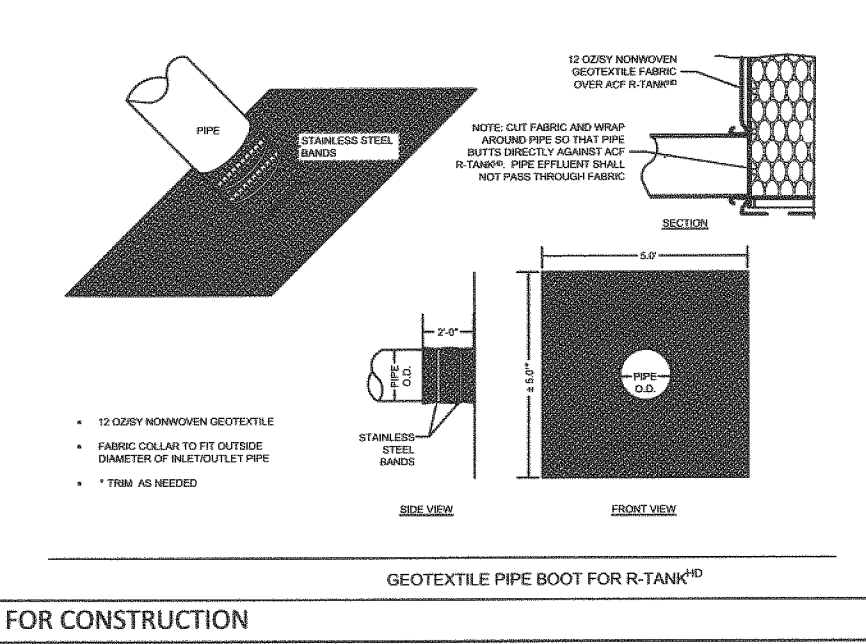 PIPE
STAINLESS STEEL
BANDS
12 OZ/SY NONWOVEN
GEOTEXTILE FABRIC
OVER ACF R-TANKHD
NOTE: CUT FABRIC AND WRAP
AROUND PIPE SO THAT PIPE
BUTTS DIRECTLY AGAINST ACF
R-TANKHD. PIPE EFFLUENT SHALL
NOT PASS THROUGH FABRIC
SECTION
5.0'
2'-0"
PIPE
O.D.
± 5.0'*
PIPE
O.D.
STAINLESS
STEEL
BANDS
* 12 OZ/SY NONWOVEN GEOTEXTILE
* FABRIC COLLAR TO FIT OUTSIDE
DIAMETER OF INLET/OUTLET PIPE
* * TRIM AS NEEDED
SIDE VIEW
FRONT VIEW
GEOTEXTILE PIPE BOOT FOR R-TANKHD
FOR CONSTRUCTION